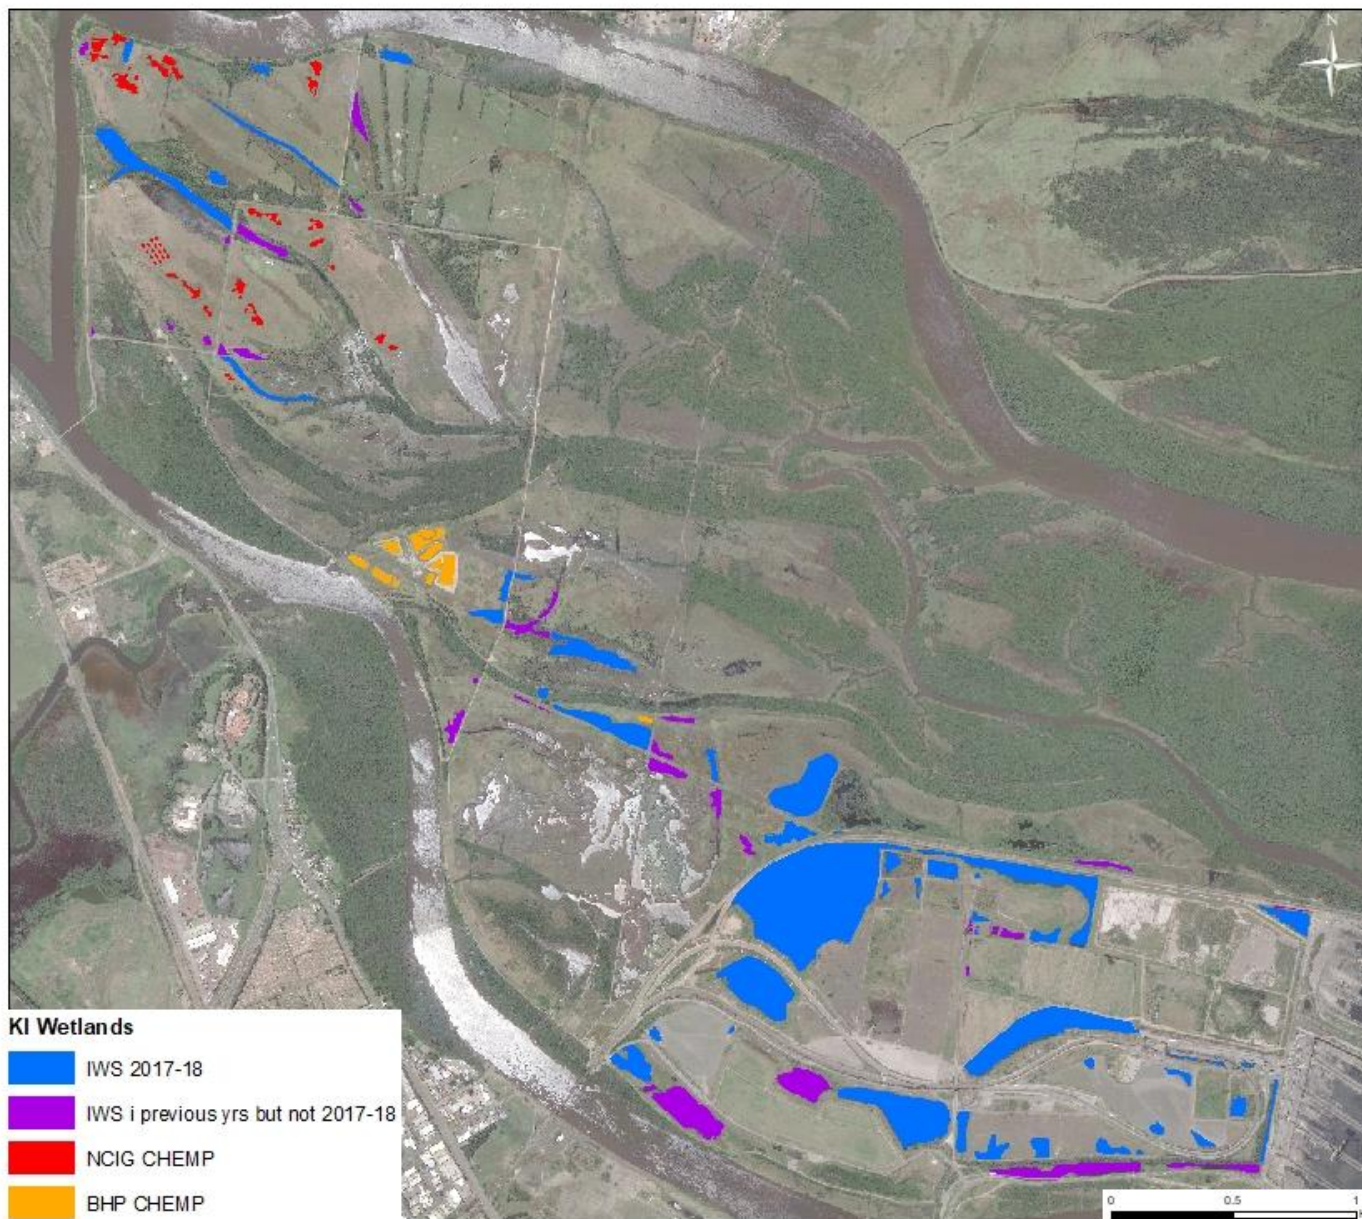 N
KI Wetlands
IWS 2017-18
IWS i previous yrs but not 2017-18
NCIG CHEMP
BHP CHEMP
0 0.5 1